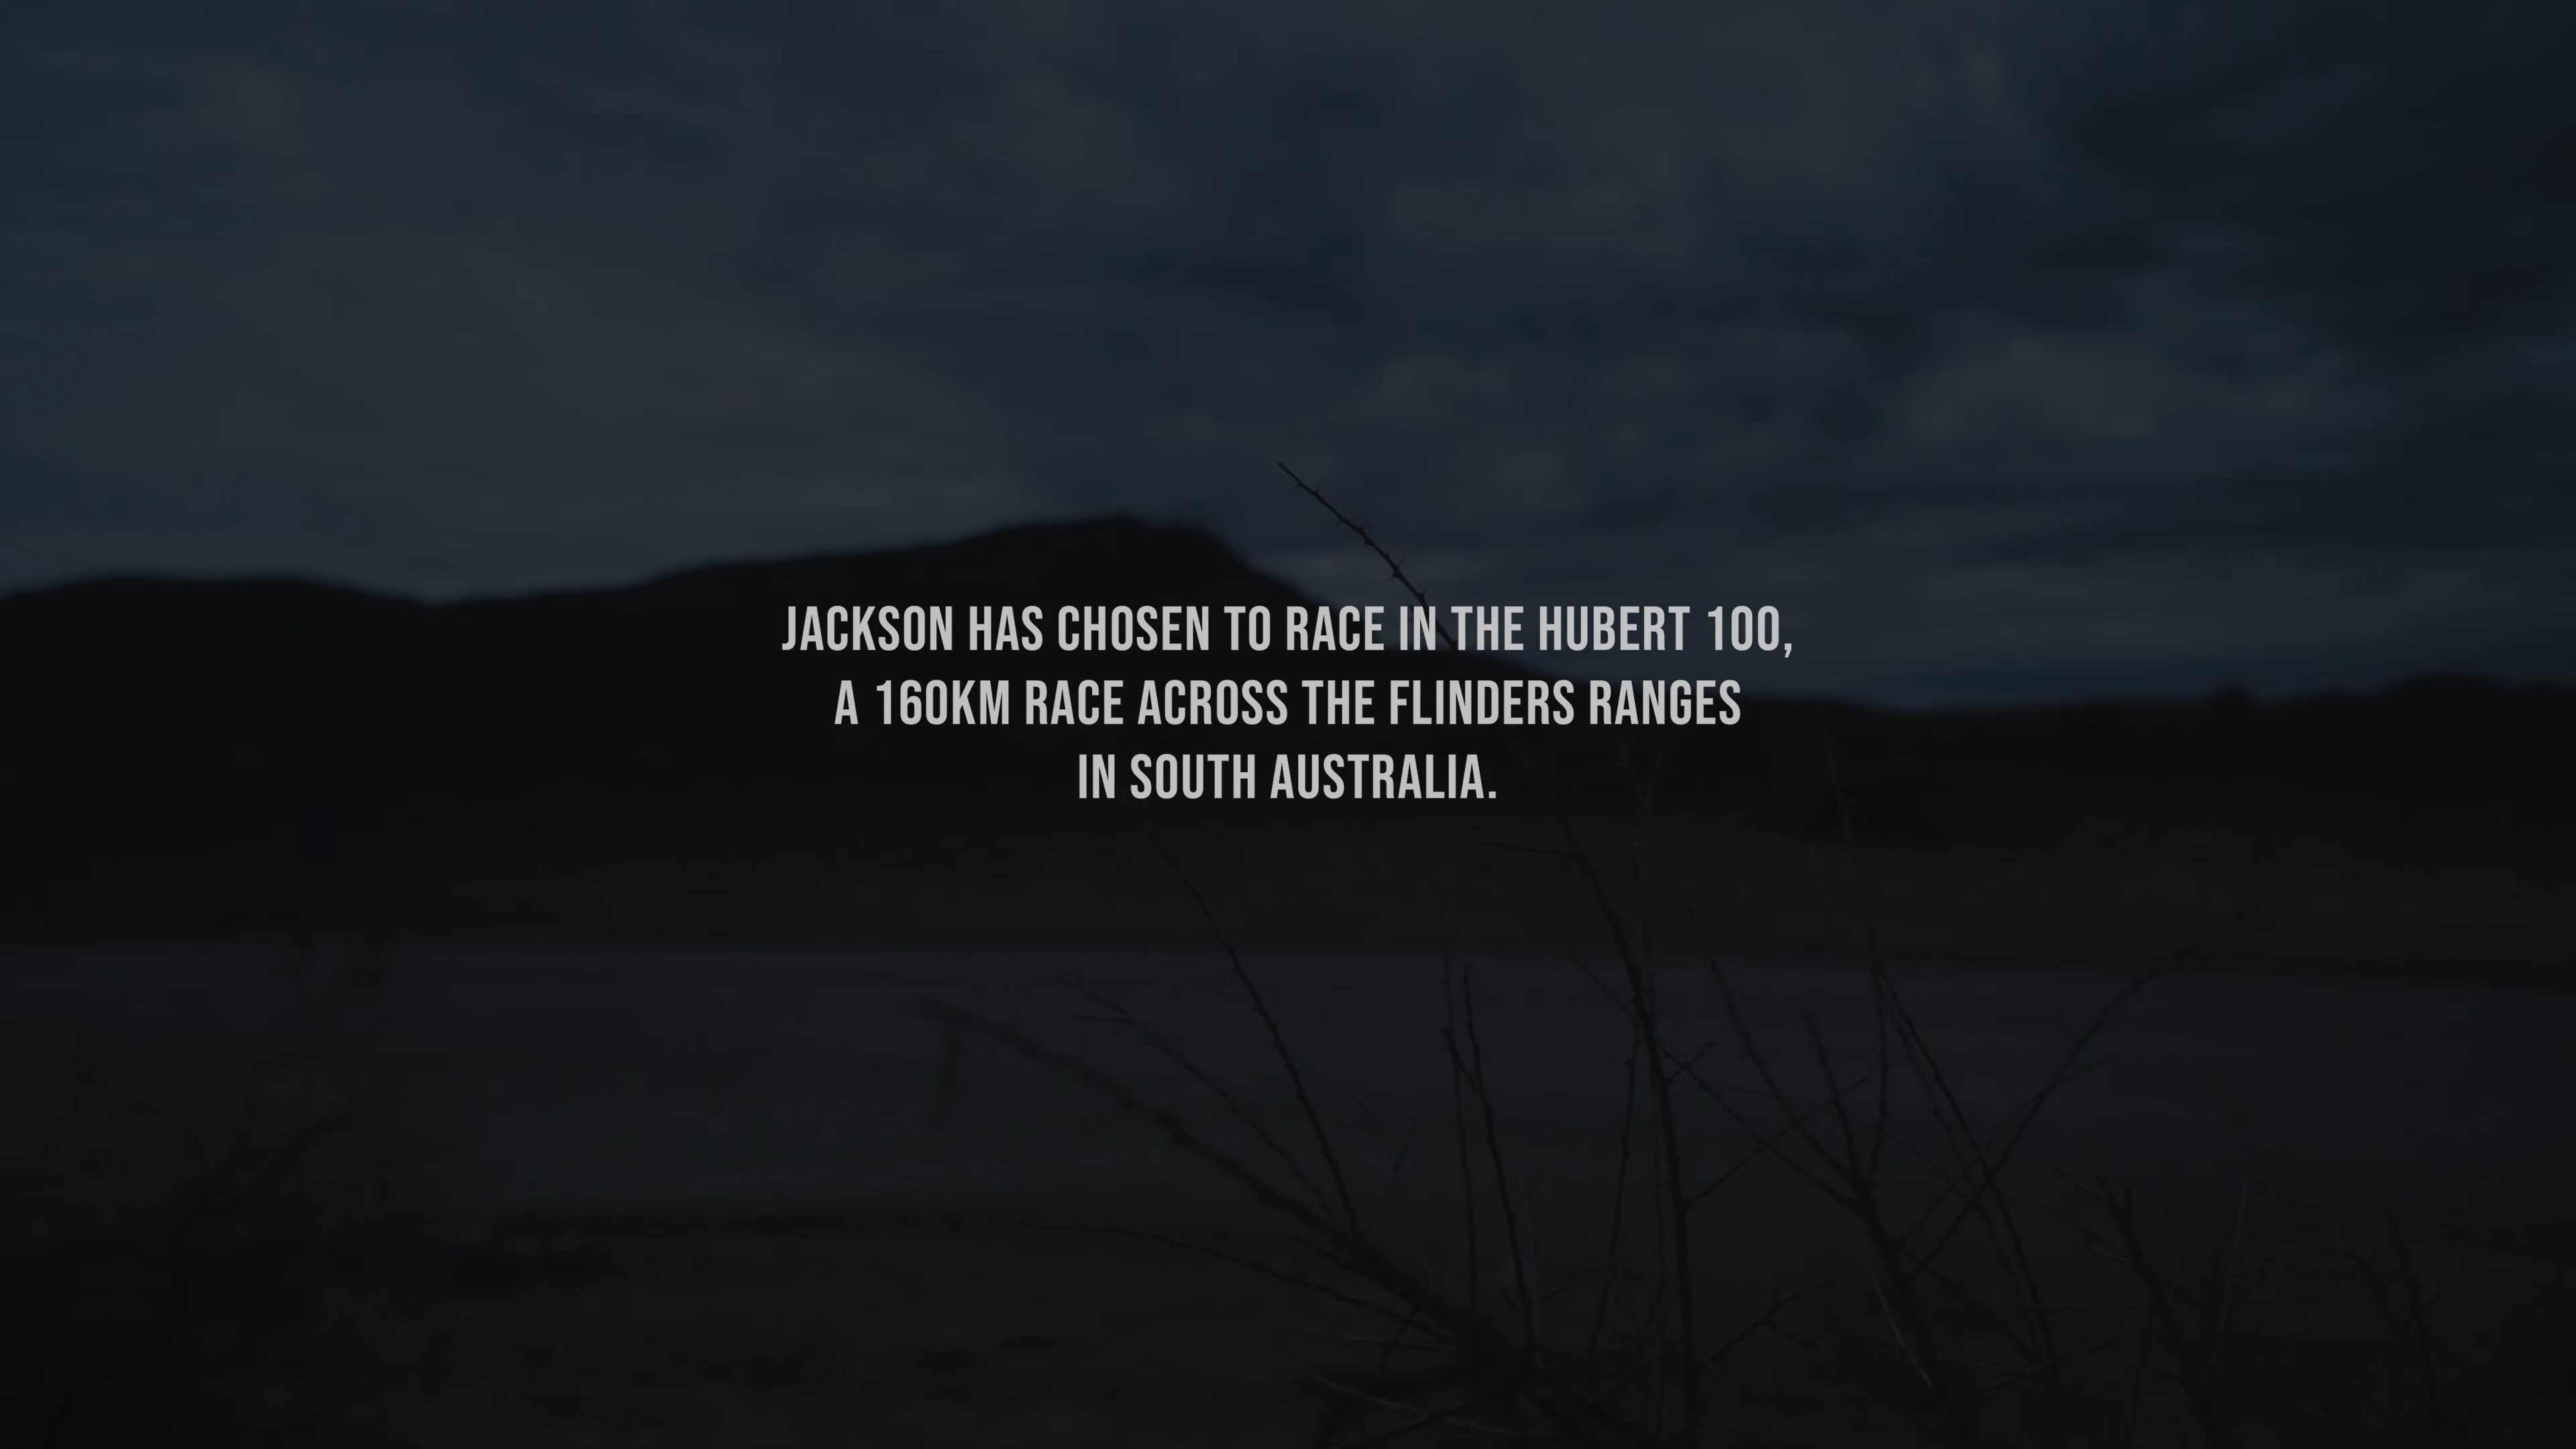 JACKSON HAS CHOSEN TO RACE IN THE HUBERT 100,
A 160KM RACE ACROSS THE FLINDERS RANGES
IN SOUTH AUSTRALIA.